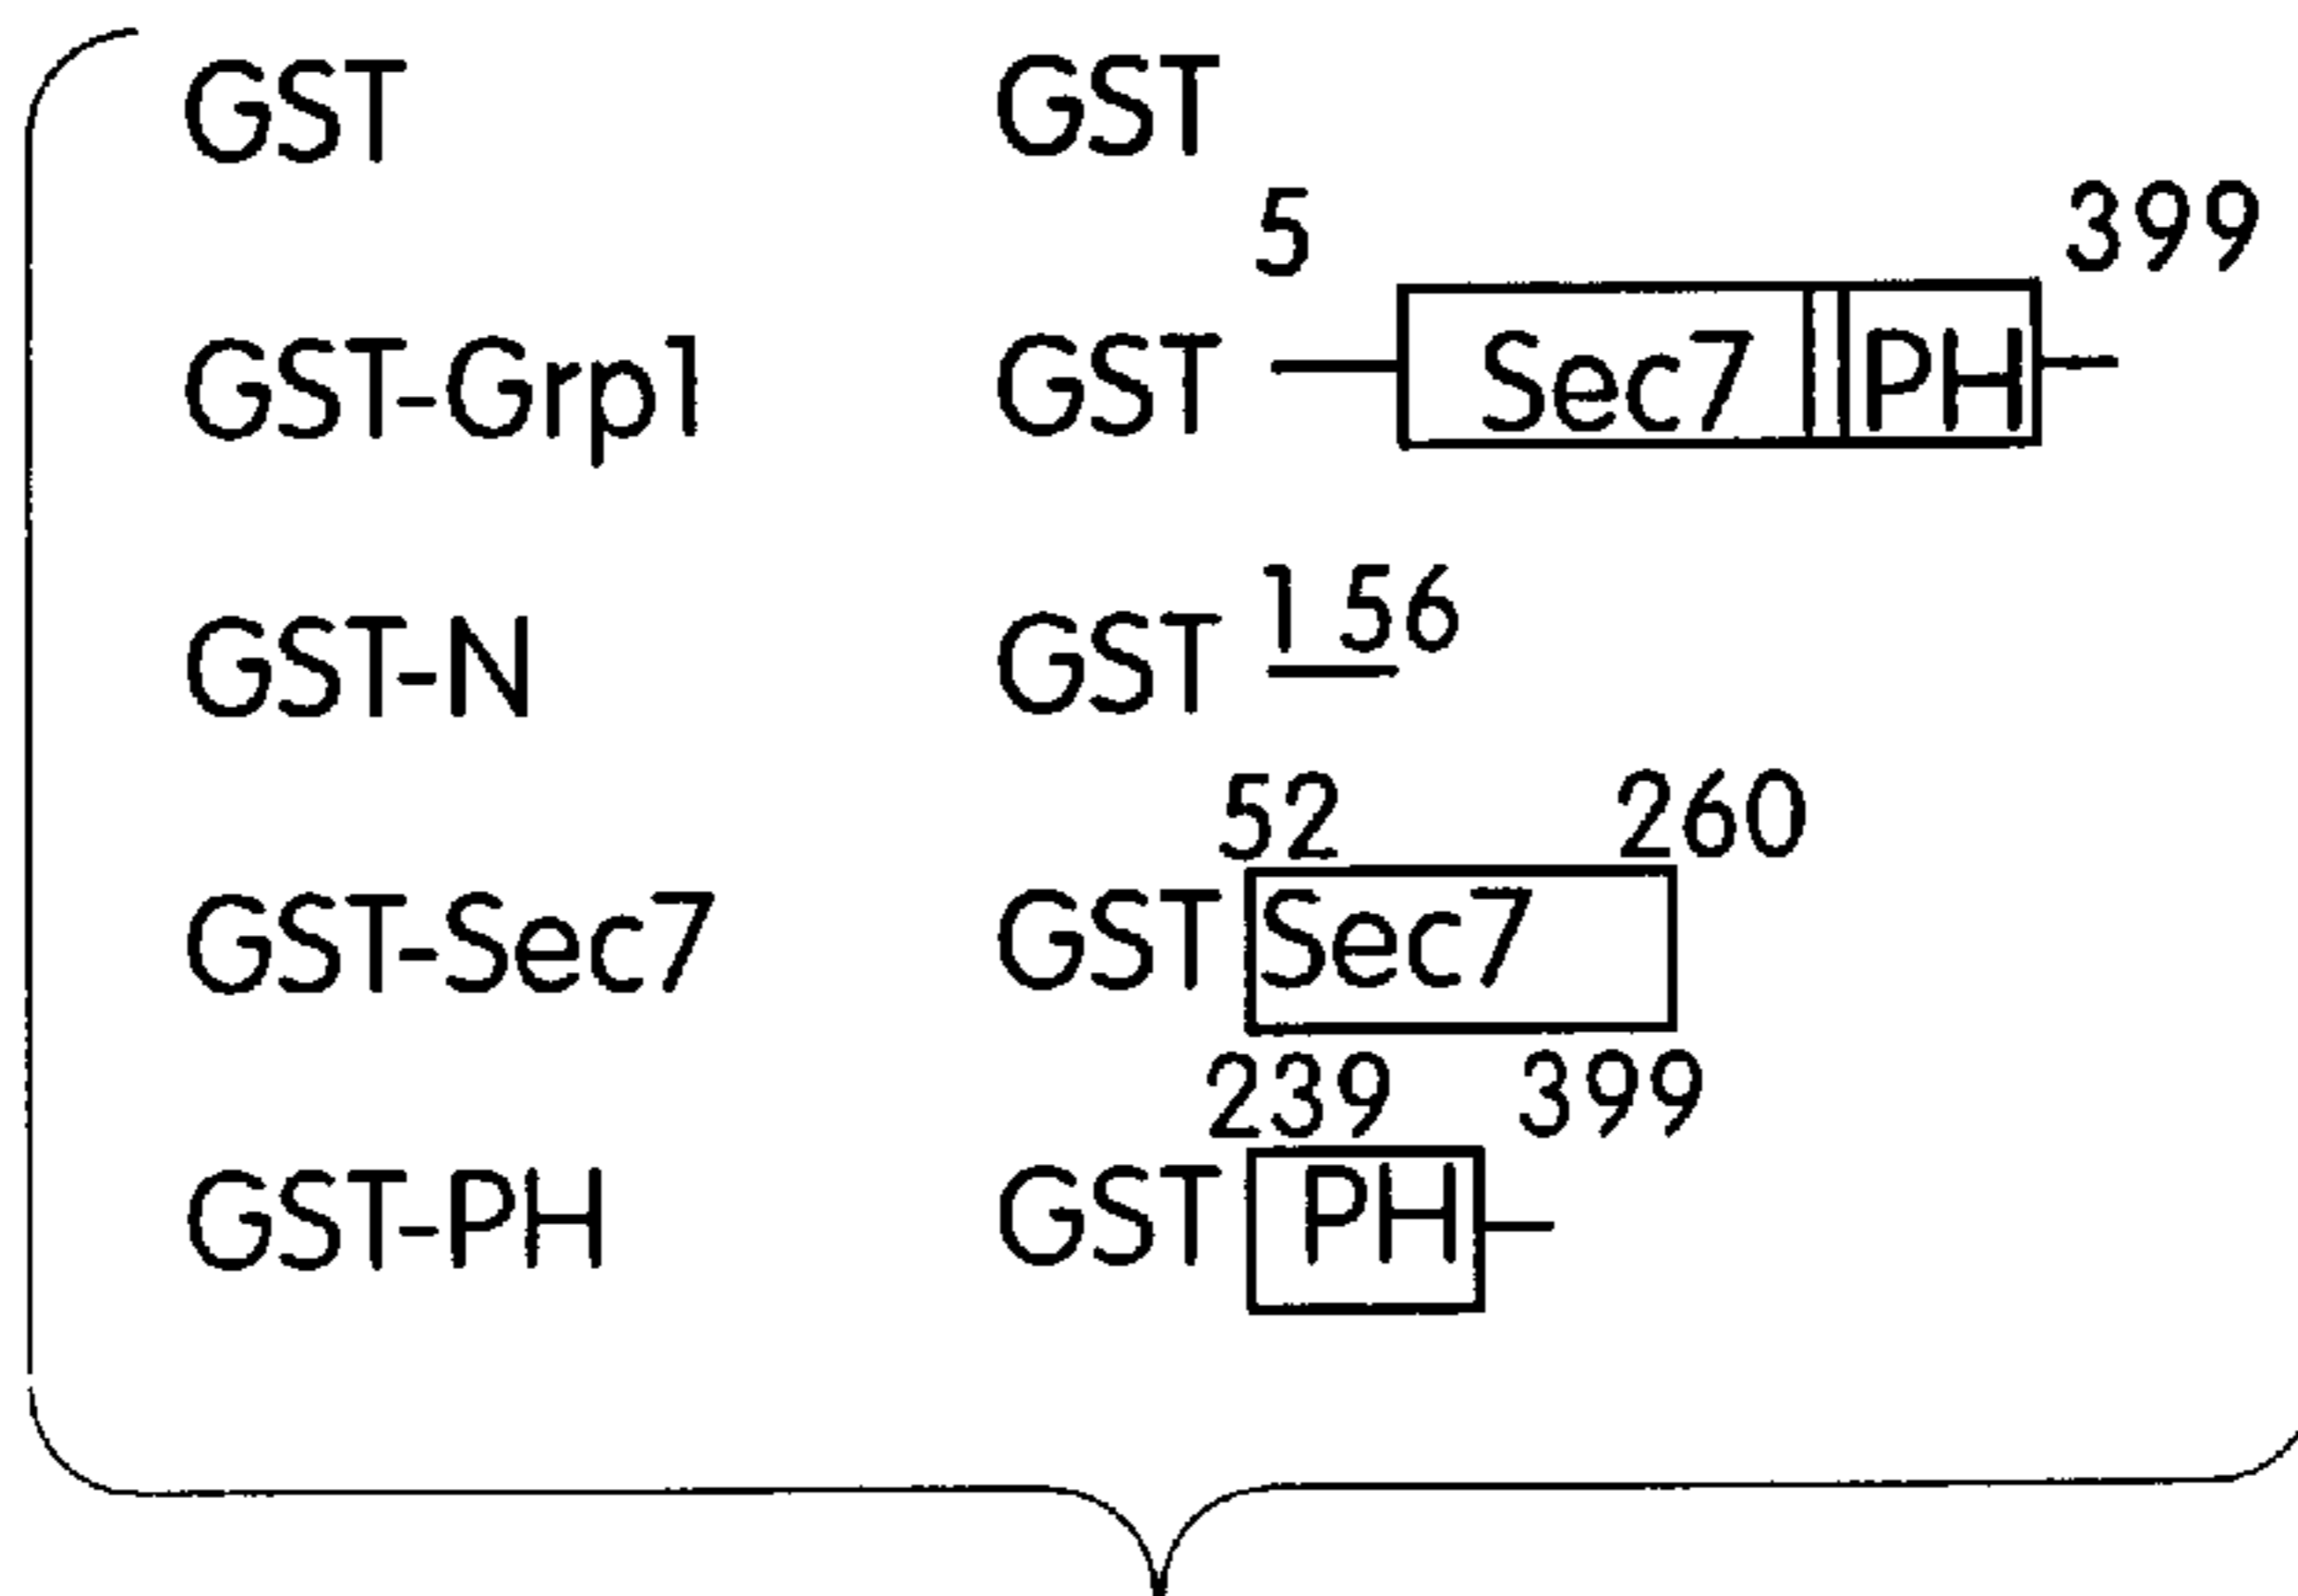 GST GST
5 399
GST-Grp1 GST Sec7 PH
1 56
GST-N GST
52 260
GST-Sec7 GST Sec7
239 399
GST-PH GST PH